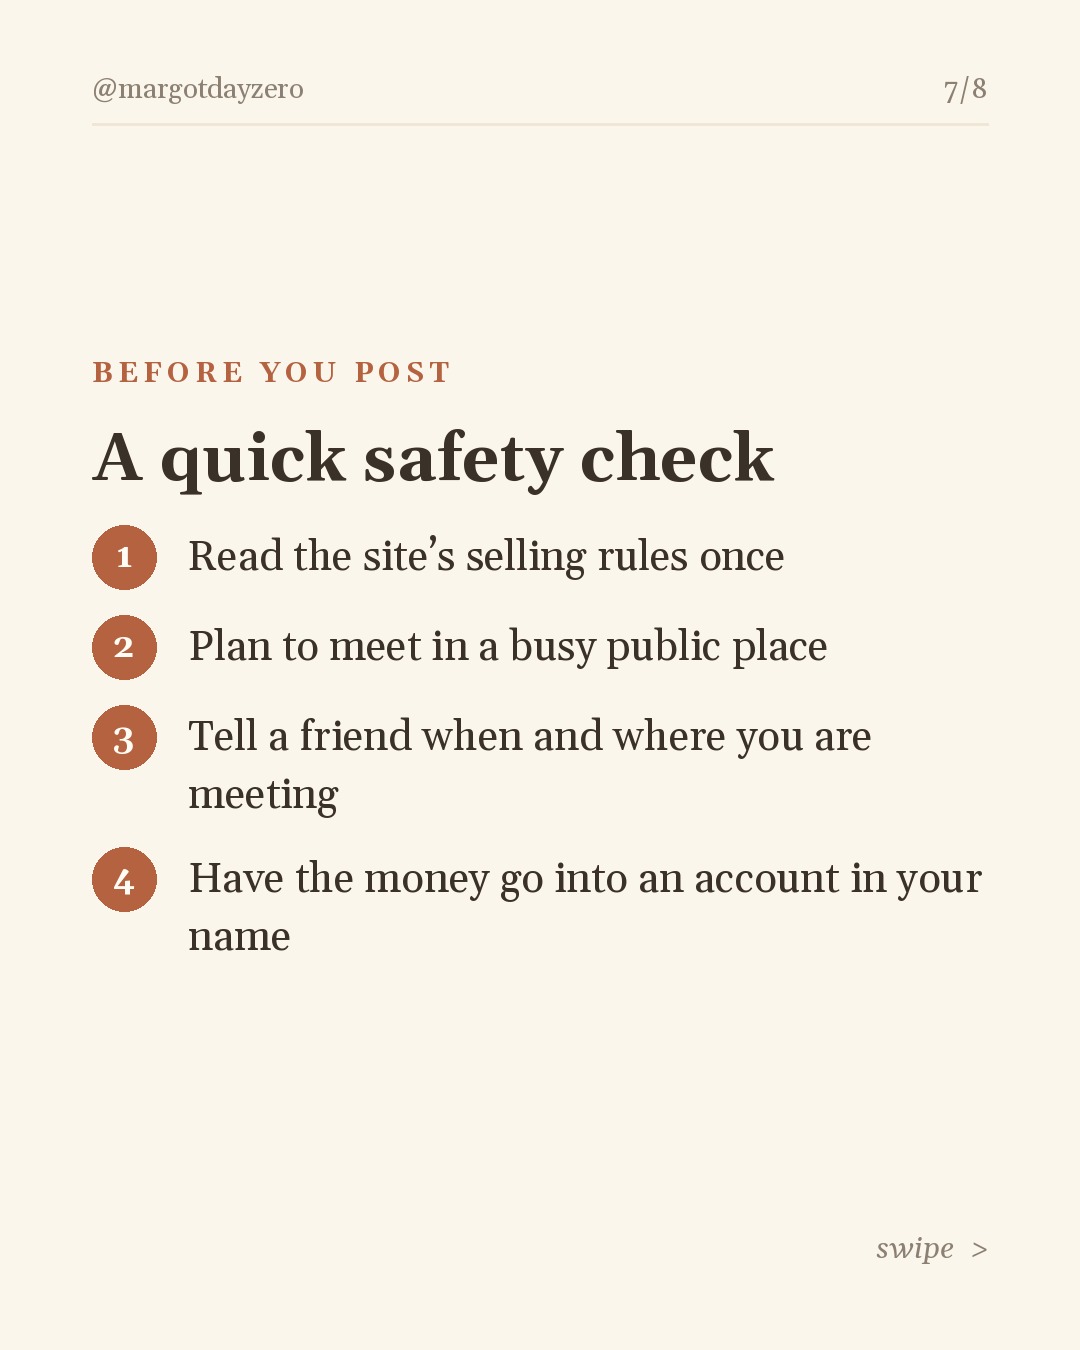 @margotdayzero
7/8
BEFORE YOU POST
A quick safety check
1 Read the site’s selling rules once
2 Plan to meet in a busy public place
3 Tell a friend when and where you are
meeting
4 Have the money go into an account in your
name
swipe >